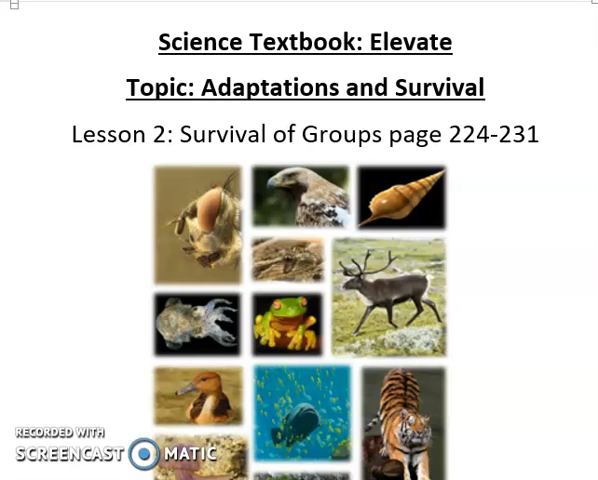 Science Textbook: Elevate
Topic: Adaptations and Survival
Lesson 2: Survival of Groups page 224-231
RECORDED WITH
SCREENCAST MATIC